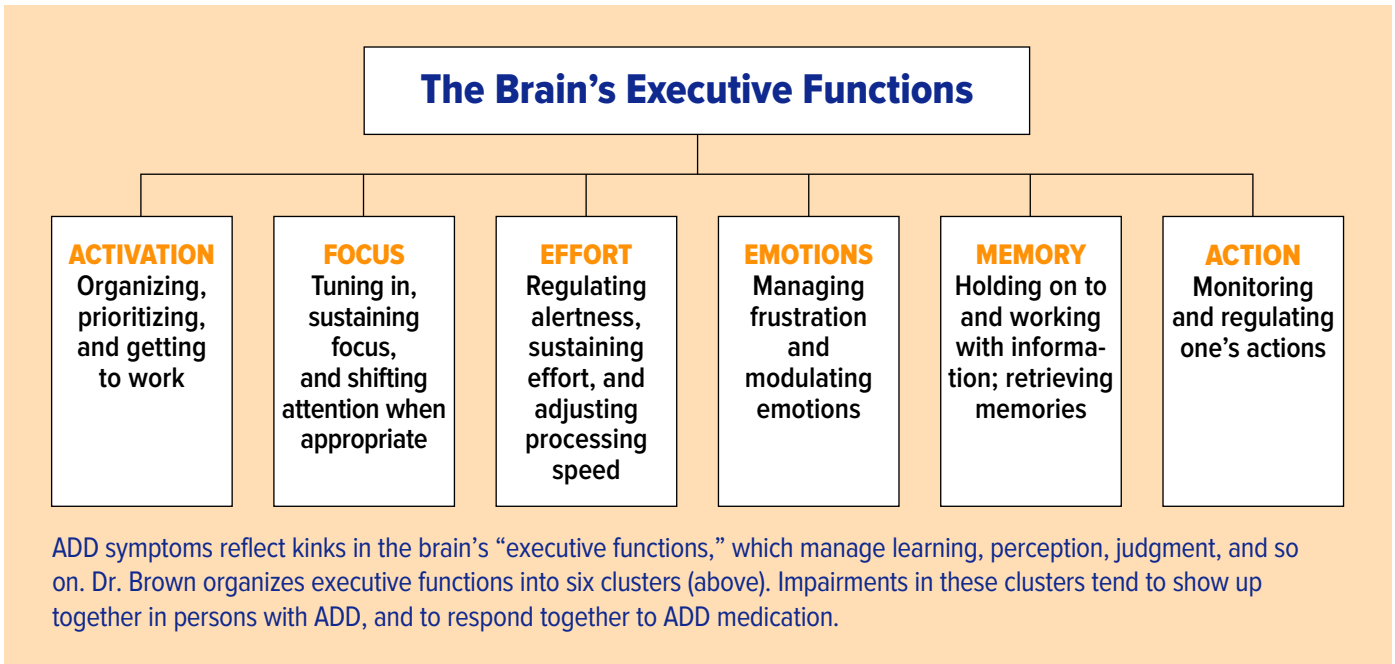 The Brain’s Executive Functions
ACTIVATION
Organizing,
prioritizing,
and getting
to work
FOCUS
Tuning in,
sustaining
focus,
and shifting
attention when
appropriate
EFFORT
Regulating
alertness,
sustaining
effort, and
adjusting
processing
speed
EMOTIONS
Managing
frustration
and
modulating
emotions
MEMORY
Holding on to
and working
with informa-
tion; retrieving
memories
ACTION
Monitoring
and regulating
one’s actions
ADD symptoms reflect kinks in the brain’s “executive functions,” which manage learning, perception, judgment, and so
on. Dr. Brown organizes executive functions into six clusters (above). Impairments in these clusters tend to show up
together in persons with ADD, and to respond together to ADD medication.